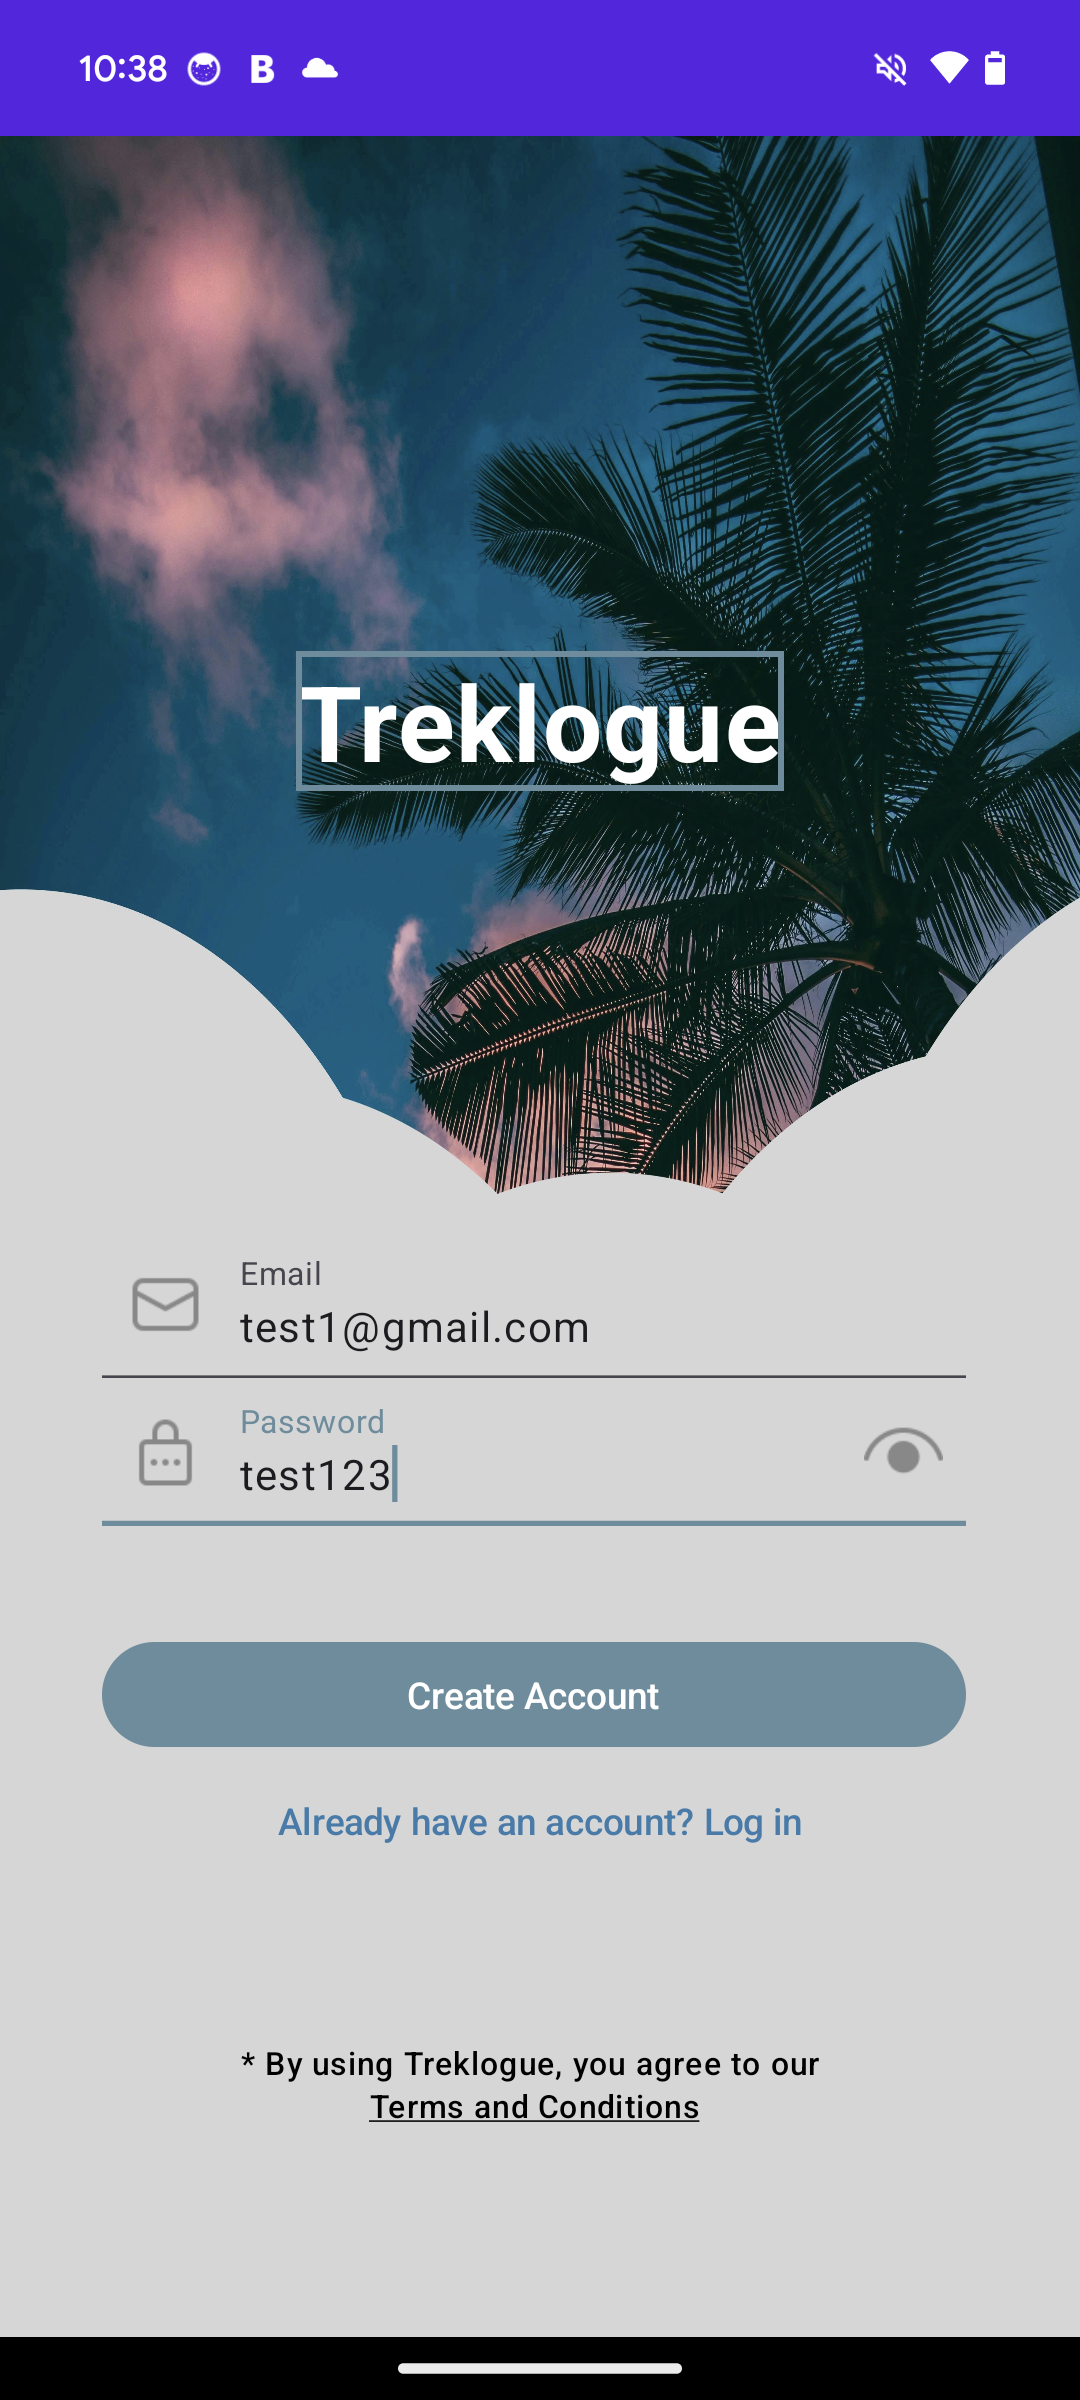 10:38 B
Treklogue
Email
test1@gmail.com
Password
test123
Create Account
Already have an account? Log in
* By using Treklogue, you agree to our
Terms and Conditions